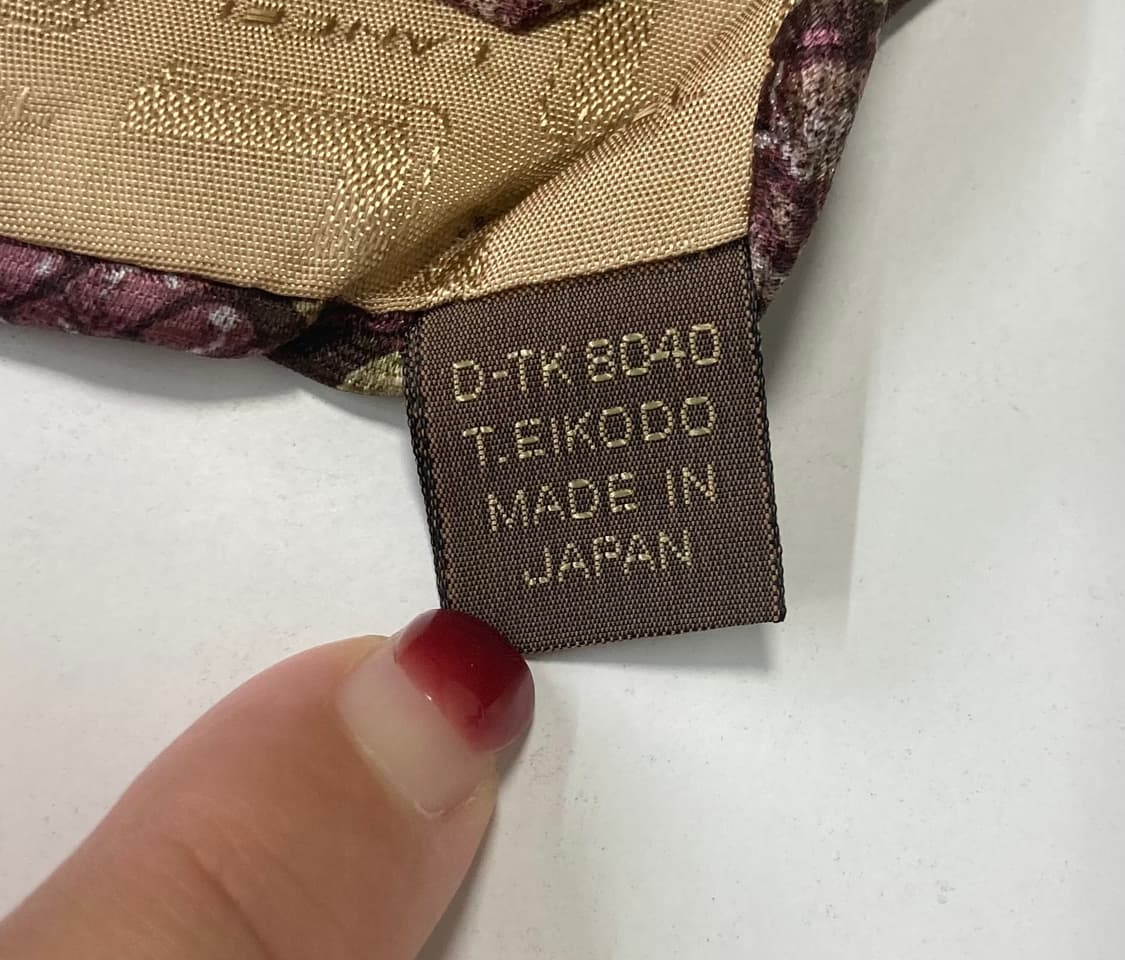 D-TK 8040
T.EIKODO
MADE IN
JAPAN